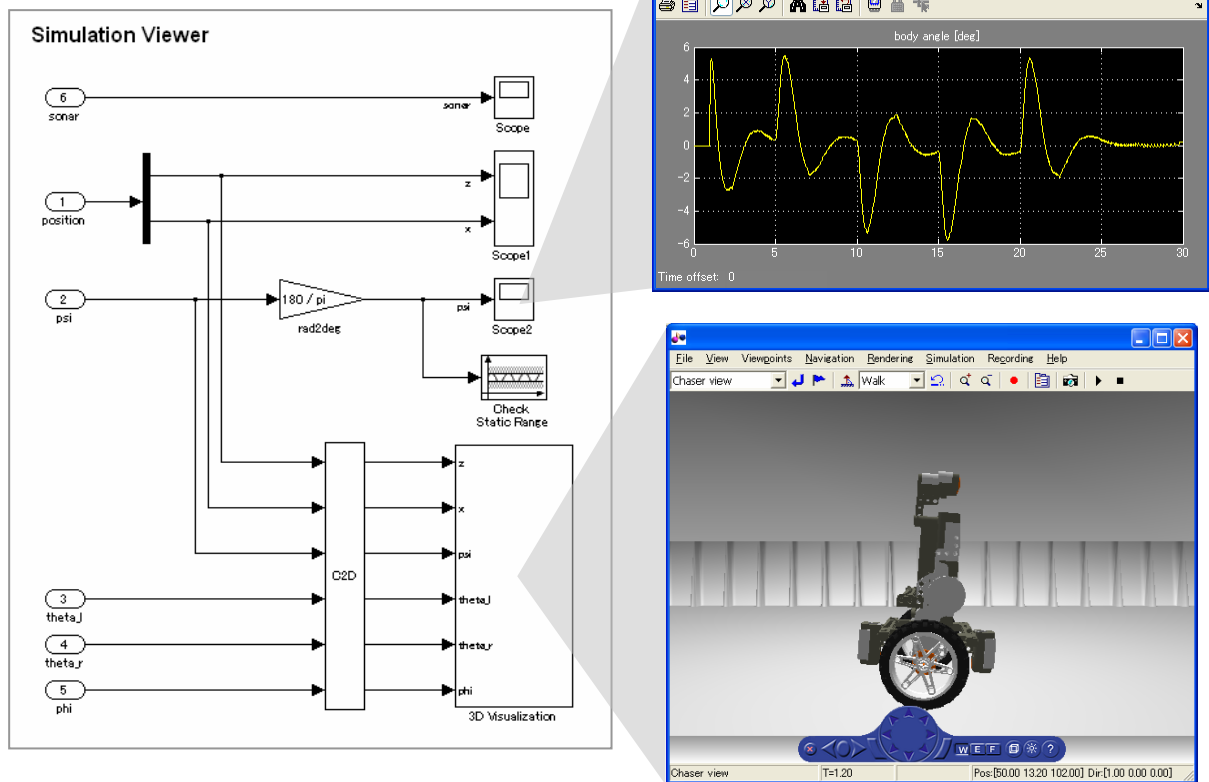 Simulation Viewer
6
sonar
sonar
Scope
1
position
z
x
Scope1
2
psi
180 / pi
rad2deg
psi
Scope2
Check
Static Range
C2D
z
x
psi
theta_l
theta_r
phi
3
theta_l
4
theta_r
5
phi
3D Visualization
body angle [deg]
6
4
2
0
-2
-4
-6
0 5 10 15 20 25 30
Time offset: 0
File View Viewpoints Navigation Rendering Simulation Recording Help
Chaser view Walk
W E F ?
Chaser view T=1.20 Pos:[50.00 13.20 102.00] Dir:[1.00 0.00 0.00]